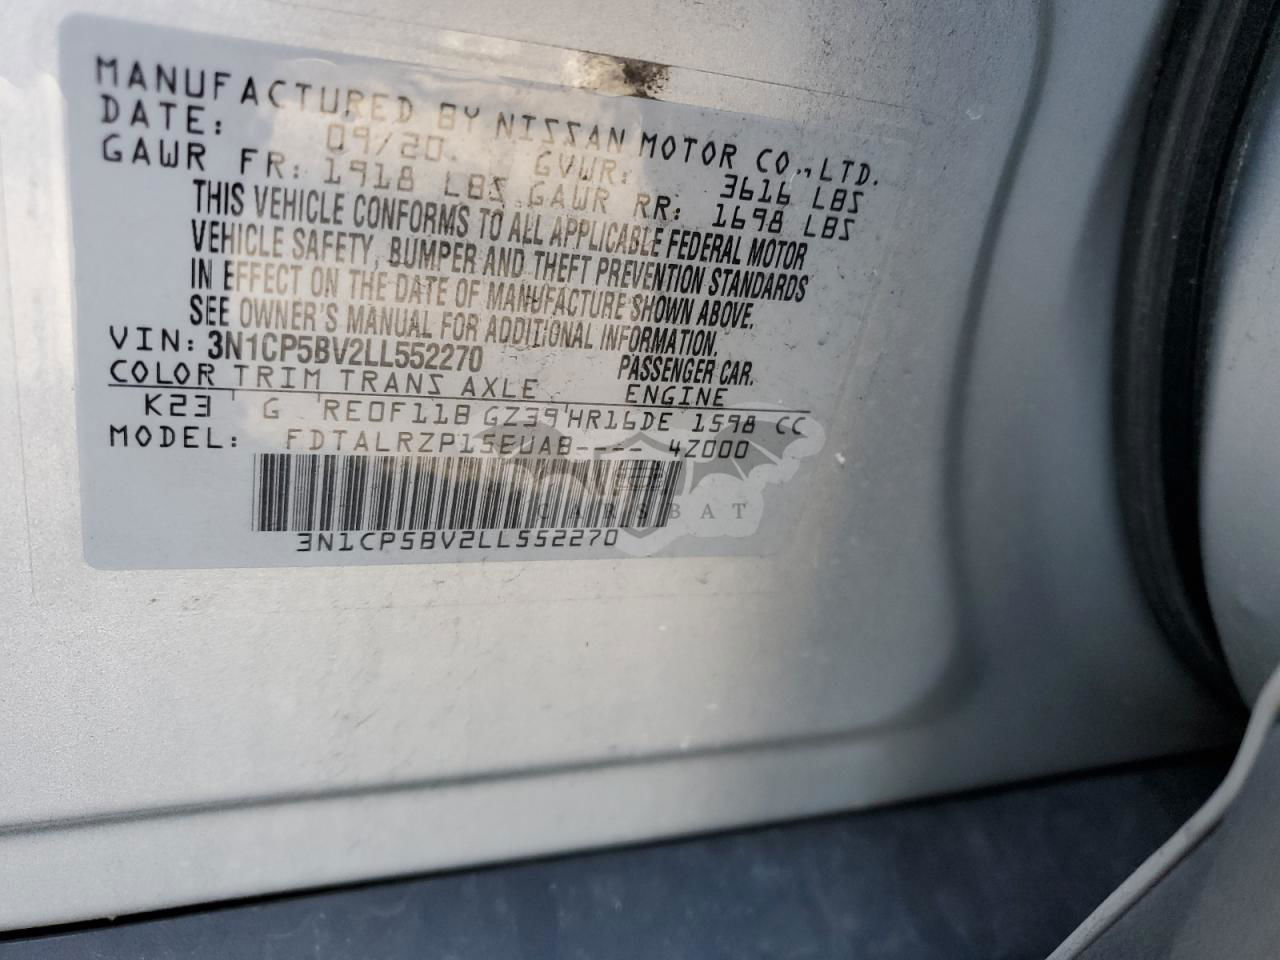 MANUFACTURED BY NISSAN MOTOR CO., LTD.
DATE: 09/20 GVWR: 3616 LBS
GAWR FR: 1918 LBS GAWR RR: 1698 LBS
THIS VEHICLE CONFORMS TO ALL APPLICABLE FEDERAL MOTOR
VEHICLE SAFETY, BUMPER AND THEFT PREVENTION STANDARDS
IN EFFECT ON THE DATE OF MANUFACTURE SHOWN ABOVE.
SEE OWNER'S MANUAL FOR ADDITIONAL INFORMATION.
VIN: 3N1CP5BV2LL552270 PASSENGER CAR.
COLOR TRIM TRANS AXLE ENGINE
K23 G RE0F11B GZ39 HR16DE 1598 CC
MODEL: FDTALRZP15EUAB---- 4Z000
CARSBAT
3N1CP5BV2LL552270